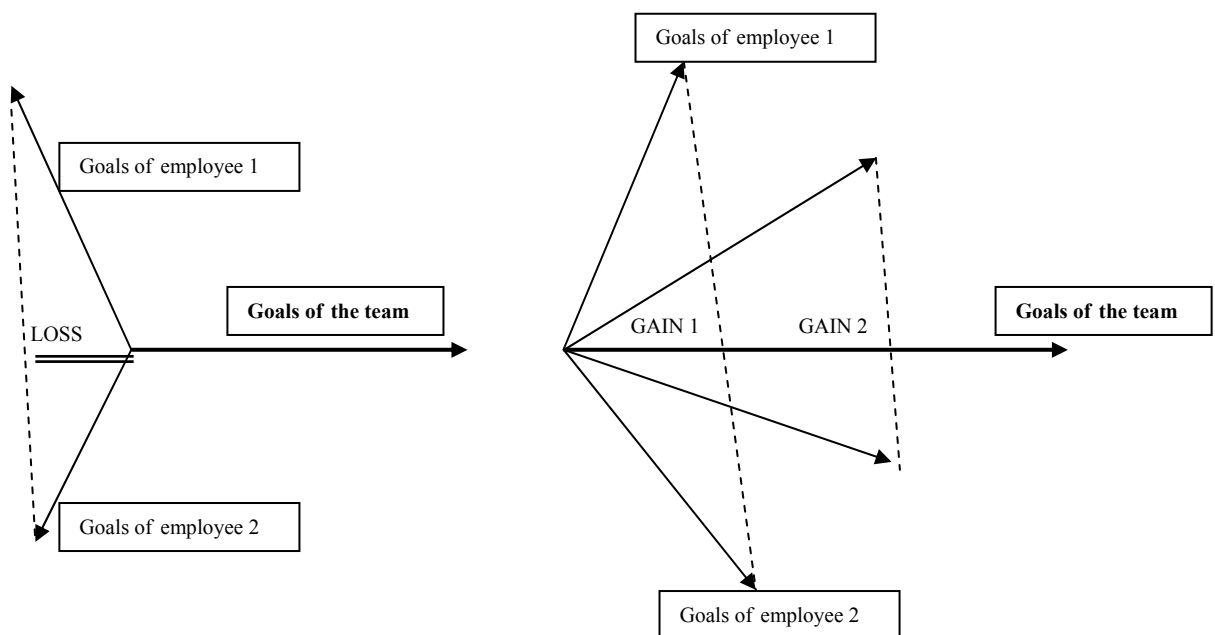 Goals of employee 1
Goals of the team
LOSS
Goals of employee 2
Goals of employee 1
GAIN 1
GAIN 2
Goals of the team
Goals of employee 2